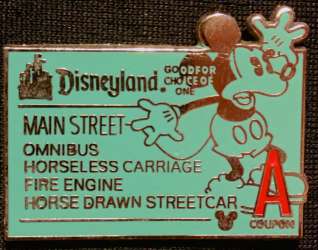 Disneyland
GOOD FOR
CHOICE OF
ONE
MAIN STREET
OMNIBUS
HORSELESS CARRIAGE
FIRE ENGINE
HORSE DRAWN STREETCAR
A
COUPON